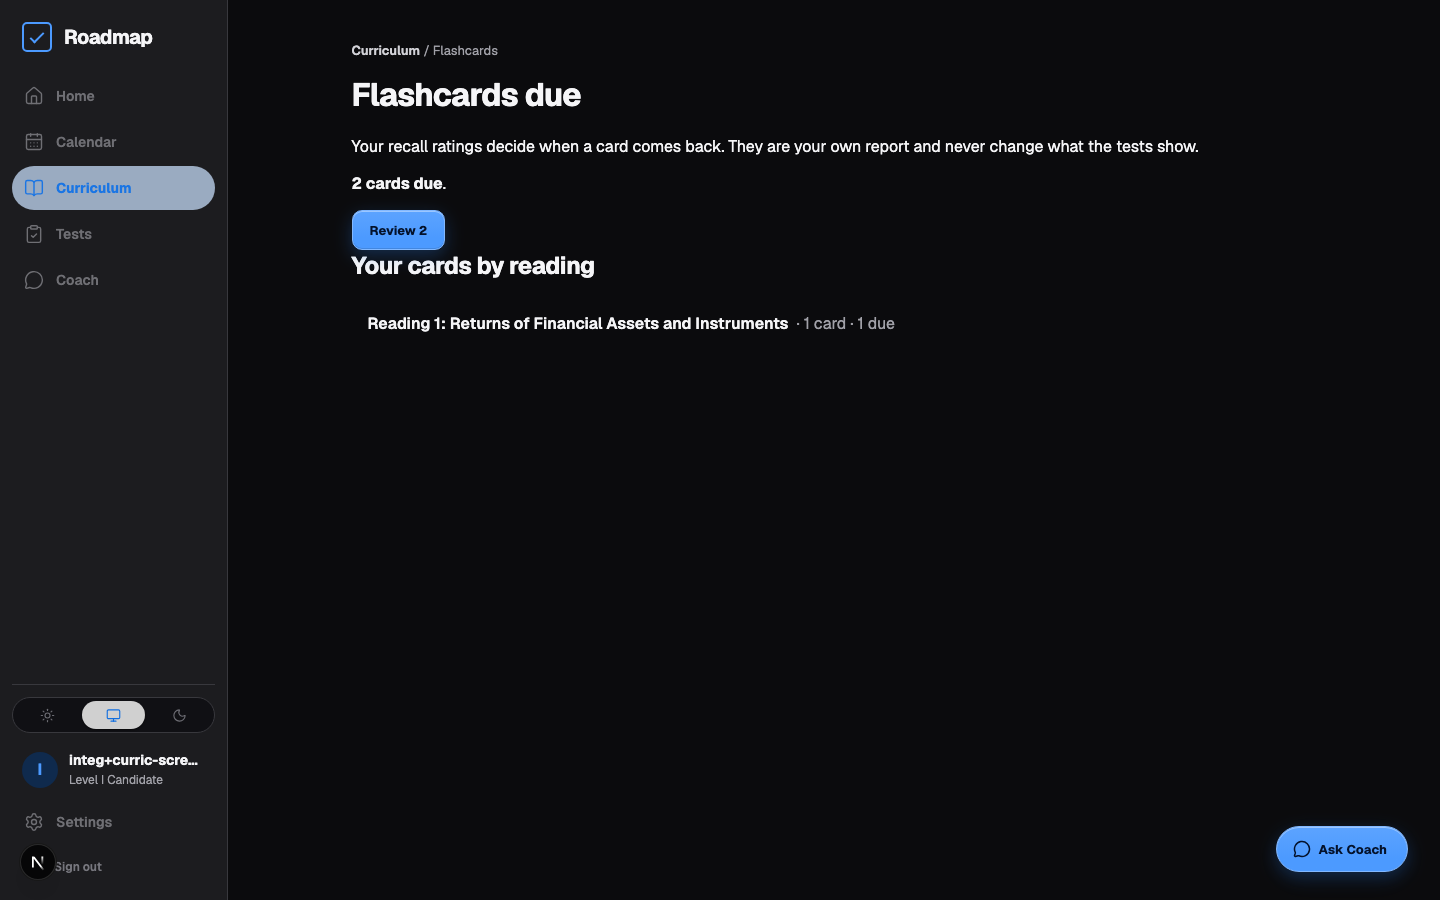 Roadmap
Home
Calendar
Curriculum
Tests
Coach
integ+curric-scre...
Level I Candidate
Settings
Sign out
N
I
Curriculum / Flashcards
Flashcards due
Your recall ratings decide when a card comes back. They are your own report and never change what the tests show.
2 cards due.
Review 2
Your cards by reading
Reading 1: Returns of Financial Assets and Instruments · 1 card · 1 due
Ask Coach